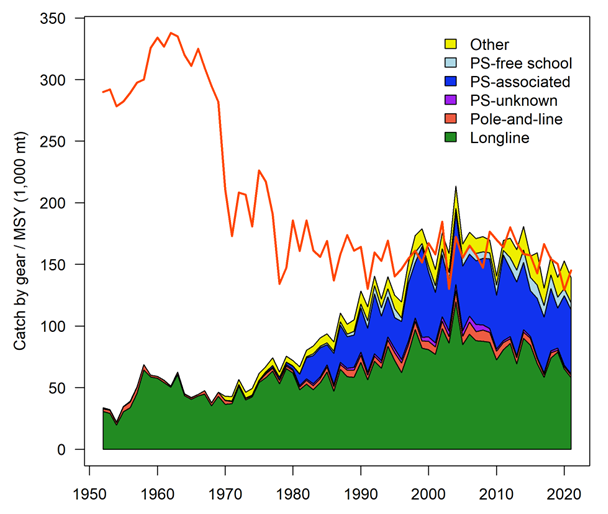 Catch by gear / MSY (1,000 mt)
350
300
250
200
150
100
50
0
Other
PS-free school
PS-associated
PS-unknown
Pole-and-line
Longline
1950 1960 1970 1980 1990 2000 2010 2020